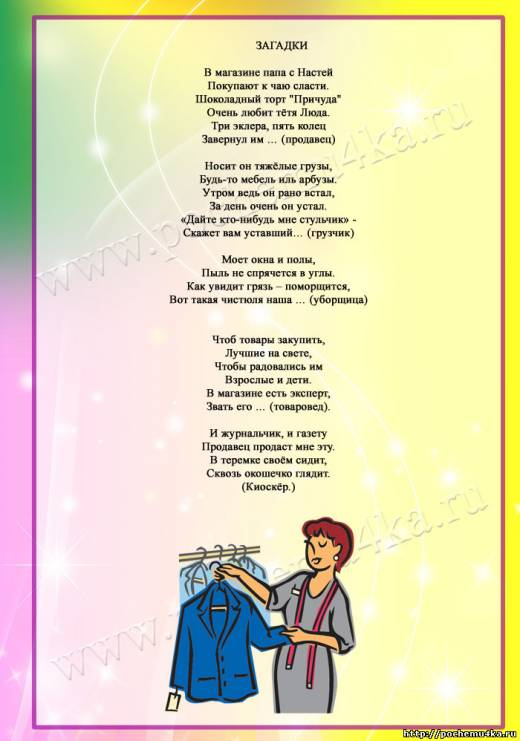 ЗАГАДКИ
В магазине папа с Настей
Покупают к чаю сласти.
Шоколадный торт "Причуда"
Очень любит тётя Люда.
Три эклера, пять колец
Завернул им ... (продавец)
Носит он тяжёлые грузы,
Будь-то мебель иль арбузы.
Утром ведь он рано встал,
За день очень он устал.
«Дайте кто-нибудь мне стульчик» -
Скажет вам уставший... (грузчик)
Моет окна и полы,
Пыль не спрячется в углы.
Как увидит грязь – поморщится,
Вот такая чистюля наша ... (уборщица)
Чтоб товары закупить,
Лучшие на свете,
Чтобы радовались им
Взрослые и дети.
В магазине есть эксперт,
Звать его ... (товаровед).
И журнальчик, и газету
Продавец продаст мне эту.
В теремке своём сидит,
Сквозь окошечко глядит.
(Киоскёр.)
www.pochemu4ka.ru
www.pochemu4ka.ru
http://pochemu4ka.ru